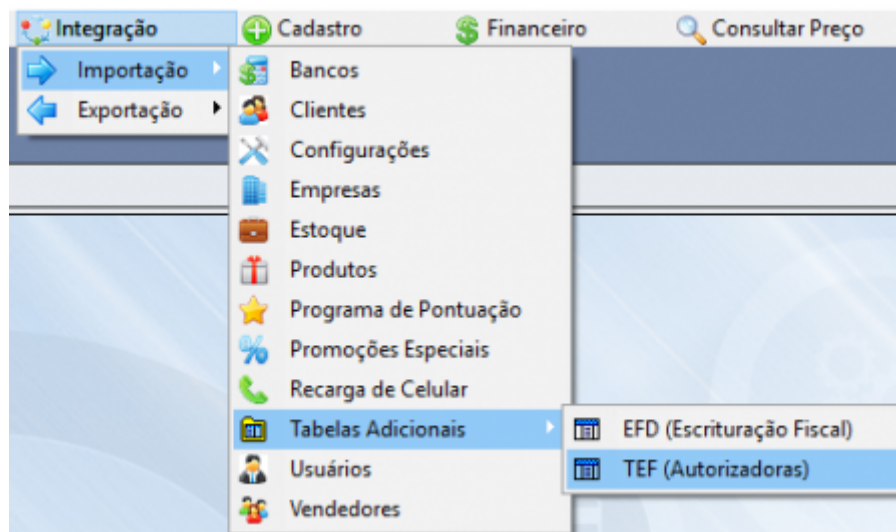 Integração Cadastro Financeiro Consultar Preço
Importação
Exportação
Bancos
Clientes
Configurações
Empresas
Estoque
Produtos
Programa de Pontuação
Promoções Especiais
Recarga de Celular
Tabelas Adicionais
Usuários
Vendedores
EFD (Escrituração Fiscal)
TEF (Autorizadoras)